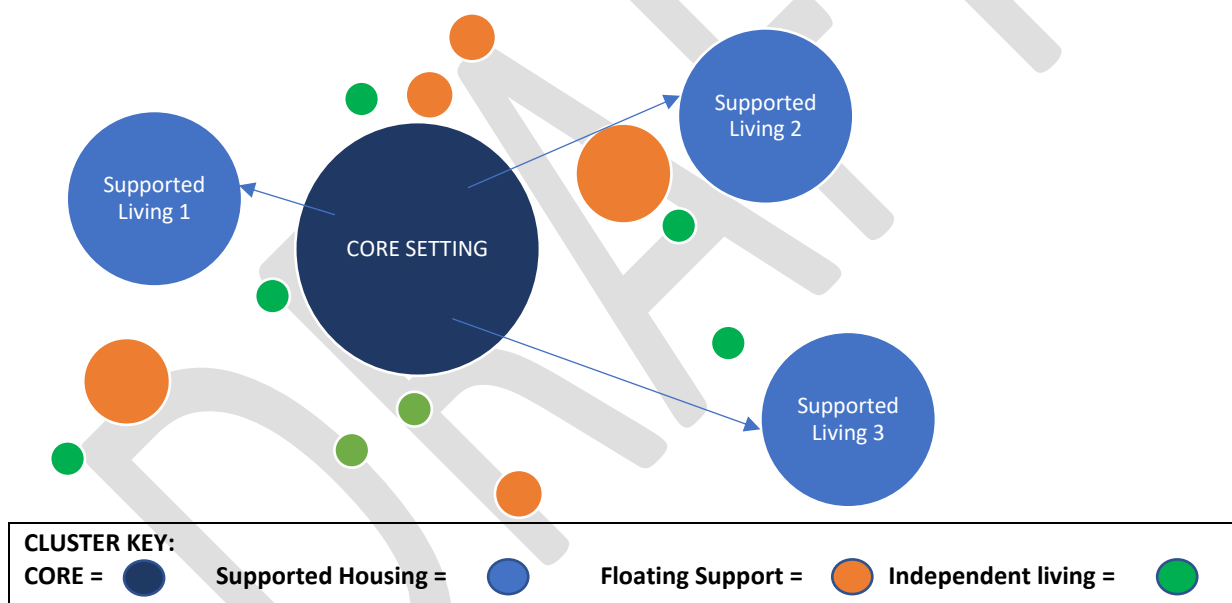 Supported
Living 2
Supported
Living 1
CORE SETTING
Supported
Living 3
CLUSTER KEY:
CORE = Supported Housing = Floating Support = Independent living =
DRAFT